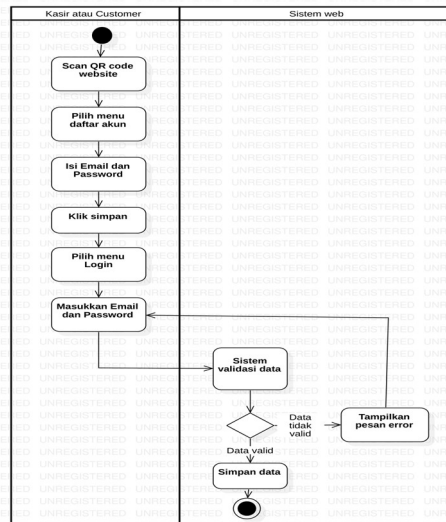 Kasir atau Customer
Sistem web
Scan QR code
website
Pilih menu
daftar akun
Isi Email dan
Password
Klik simpan
Pilih menu
Login
Masukkan Email
dan Password
Sistem
validasi data
Data
tidak
valid
Tampilkan
pesan error
Data valid
Simpan data